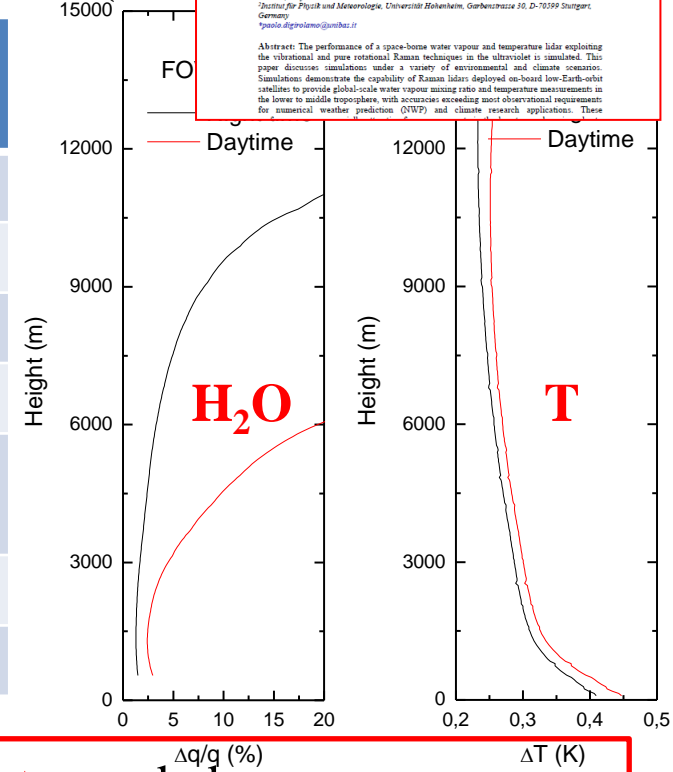 ²Institut für Physik und Meteorologie, Universität Hohenheim, Garbenstrasse 30, D-70599 Stuttgart,
Germany
*paolo.digirolamo@unibas.it
Abstract: The performance of a space-borne water vapour and temperature lidar exploiting
the vibrational and pure rotational Raman techniques in the ultraviolet is simulated. This
paper discusses simulations under a variety of environmental and climate scenarios.
Simulations demonstrate the capability of Raman lidars deployed on-board low-Earth-orbit
satellites to provide global-scale water vapour mixing ratio and temperature measurements in
the lower to middle troposphere, with accuracies exceeding most observational requirements
for numerical weather prediction (NWP) and climate research applications. These
15000
FO
Daytime
12000
9000
6000
3000
0
Height (m)
H₂O
0 5 10 15 20
Δq/q (%)
Daytime
12000
9000
6000
3000
0
Height (m)
T
0,2 0,3 0,4 0,5
ΔT (K)